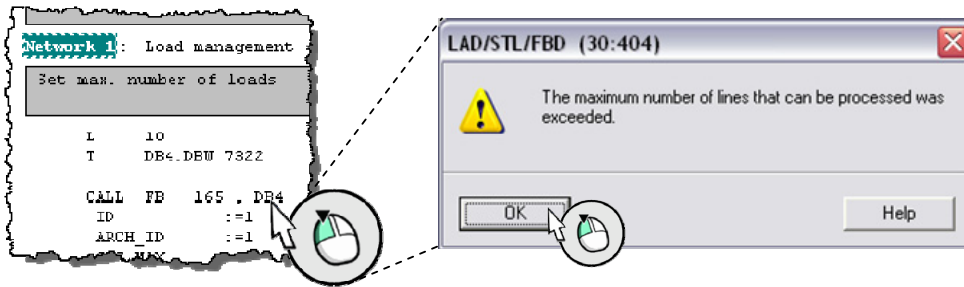 Network 1: Load management
Set max. number of loads
L 10
T DB4.DBW 7322
CALL FB 165 , DB4
ID :=1
ARCH_ID :=1
LAD/STL/FBD (30:404)
The maximum number of lines that can be processed was
exceeded.
OK
Help